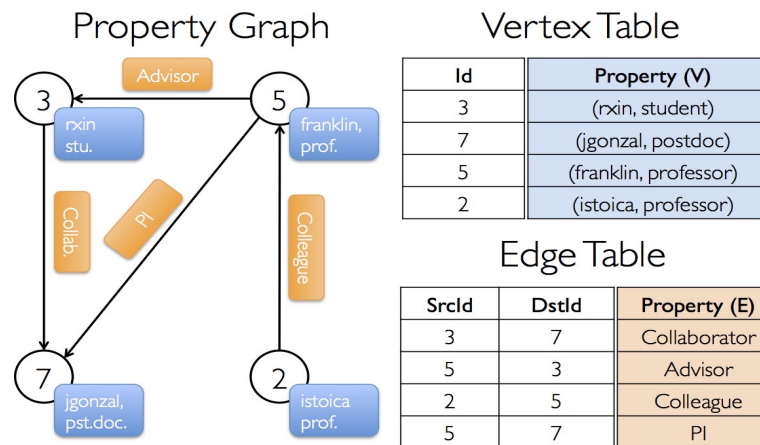 Property Graph
Advisor
3
5
rxin
stu.
franklin,
prof.
Collab.
PI
Colleague
7
2
jgonzal,
pst.doc.
istoica
prof.
Vertex Table
Id Property (V)
3 (rxin, student)
7 (jgonzal, postdoc)
5 (franklin, professor)
2 (istoica, professor)
Edge Table
SrcId DstId Property (E)
3 7 Collaborator
5 3 Advisor
2 5 Colleague
5 7 PI